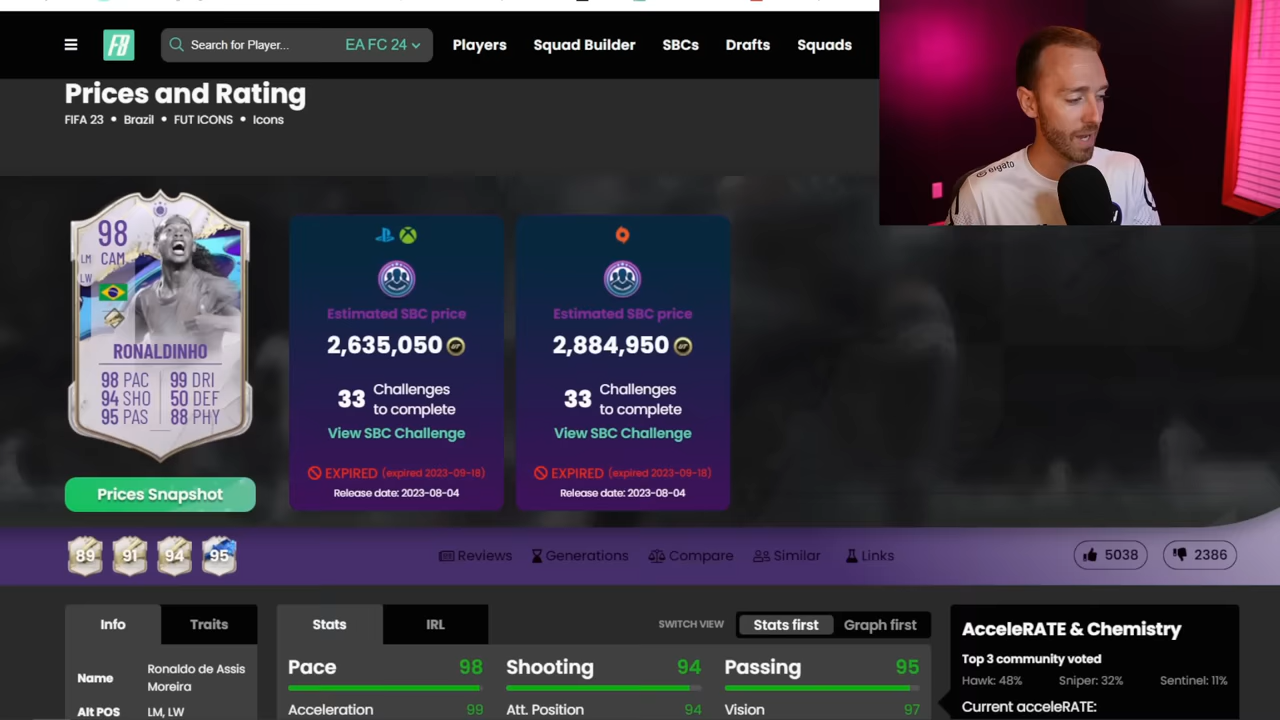 FB
Search for Player...
EA FC 24
Players
Squad Builder
SBCs
Drafts
Squads
Prices and Rating
FIFA 23 • Brazil • FUT ICONS • Icons
elgato
98
CAM
LM
LW
RONALDINHO
98 PAC 99 DRI
94 SHO 50 DEF
95 PAS 88 PHY
Estimated SBC price
2,635,050
33 Challenges
to complete
View SBC Challenge
EXPIRED (expired 2023-09-18)
Release date: 2023-08-04
Estimated SBC price
2,884,950
33 Challenges
to complete
View SBC Challenge
EXPIRED (expired 2023-09-18)
Release date: 2023-08-04
Prices Snapshot
89 91 94 95
Reviews Generations Compare Similar Links
5038 2386
Info Traits
Name Ronaldo de Assis
Moreira
Alt POS LM, LW
Stats IRL
SWITCH VIEW Stats first Graph first
Pace 98 Shooting 94 Passing 95
Acceleration 99 Att. Position 94 Vision 97
AcceleRATE & Chemistry
Top 3 community voted
Hawk: 48% Sniper: 32% Sentinel: 11%
Current acceleRATE: